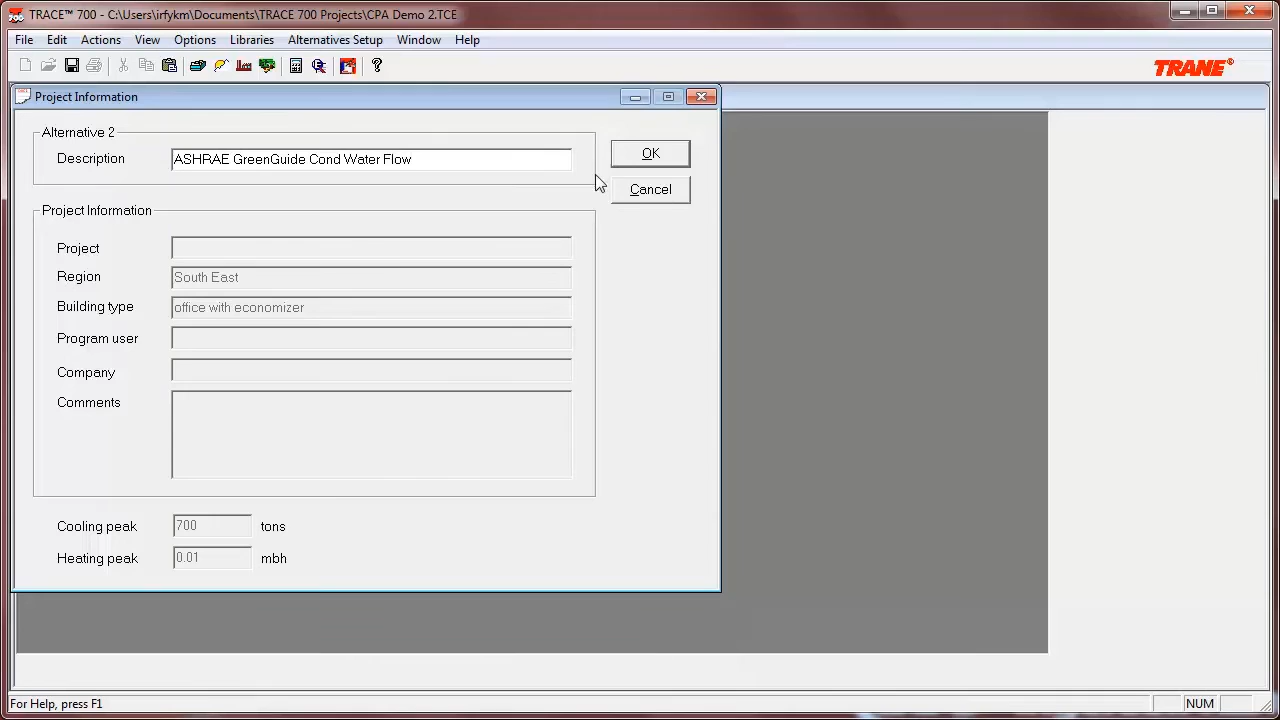 TRACE™ 700 - C:\Users\irfykm\Documents\TRACE 700 Projects\CPA Demo 2.TCE
File Edit Actions View Options Libraries Alternatives Setup Window Help
TRANE®
Project Information
Alternative 2
Description ASHRAE GreenGuide Cond Water Flow
OK
Cancel
Project Information
Project
Region South East
Building type office with economizer
Program user
Company
Comments
Cooling peak 700 tons
Heating peak 0.01 mbh
For Help, press F1
NUM